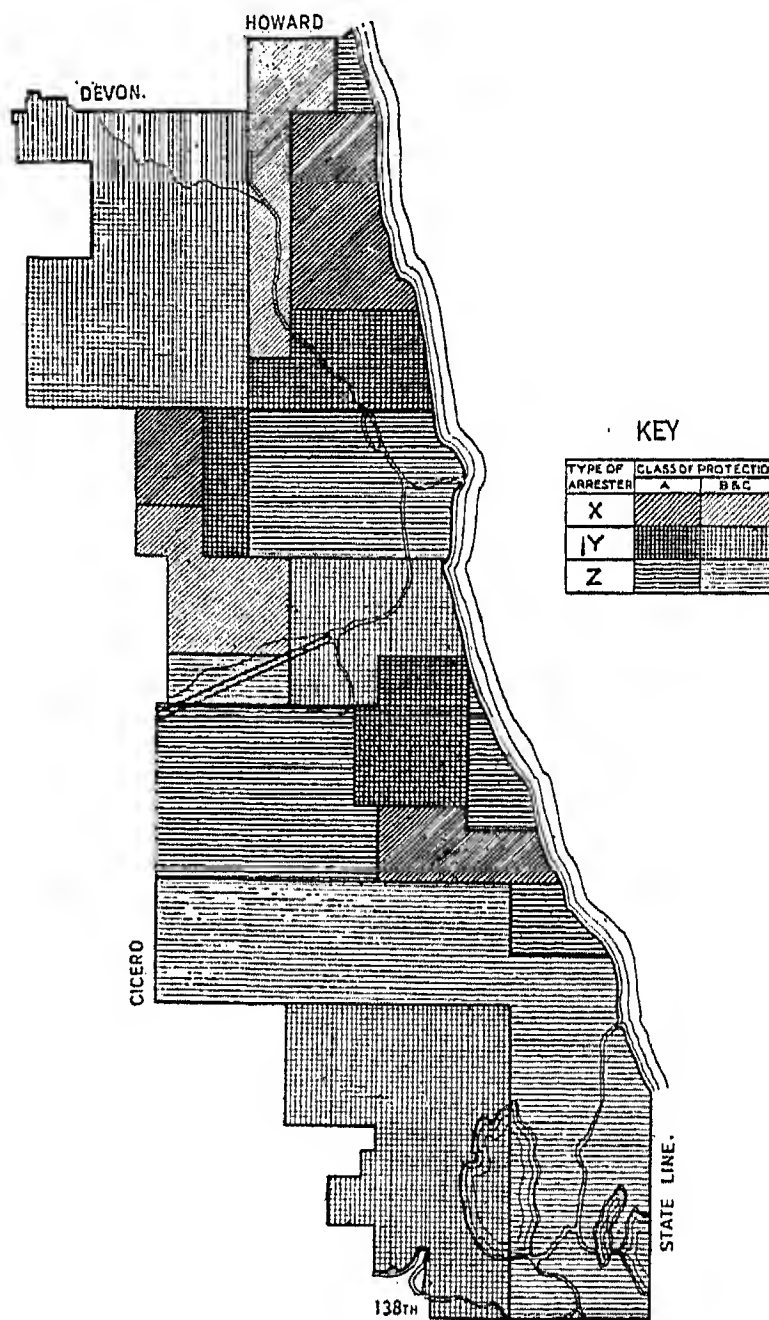 HOWARD
DEVON.
KEY
TYPE OF ARRESTER
CLASS OF PROTECTION
A
B&C
X
Y
Z
CICERO
STATE LINE.
138TH